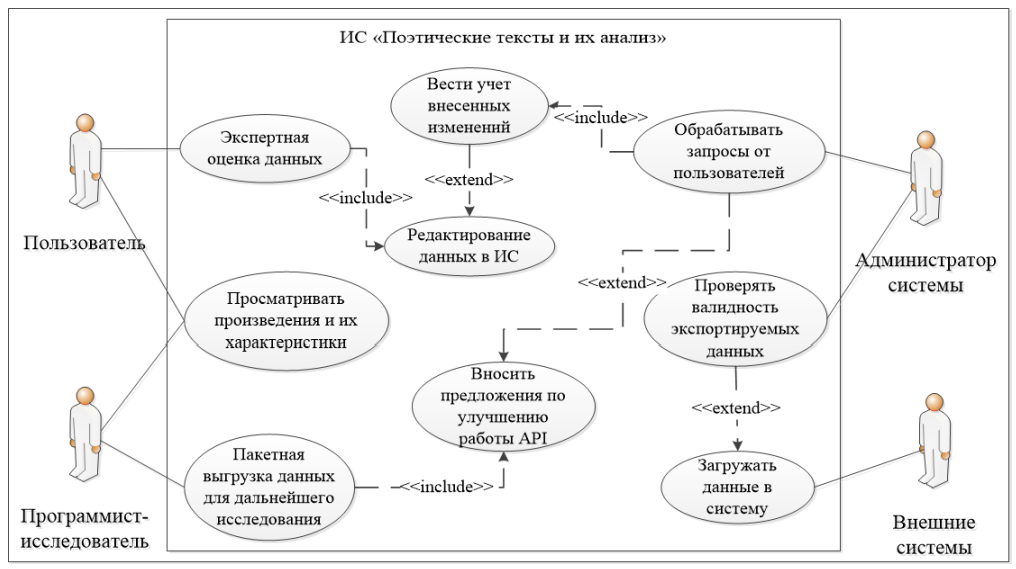 ИС «Поэтические тексты и их анализ»
Вести учет
внесенных
изменений
<<include>>
Обрабатывать
запросы от
пользователей
Экспертная
оценка данных
<<include>>
<<extend>>
Пользователь
Редактирование
данных в ИС
Администратор
системы
<<extend>>
Просматривать
произведения и их
характеристики
Проверять
валидность
экспортируемых
данных
Вносить
предложения по
улучшению
работы API
<<extend>>
Пакетная
выгрузка данных
для дальнейшего
исследования
<<include>>
Загружать
данные в
систему
Программист-
исследователь
Внешние
системы